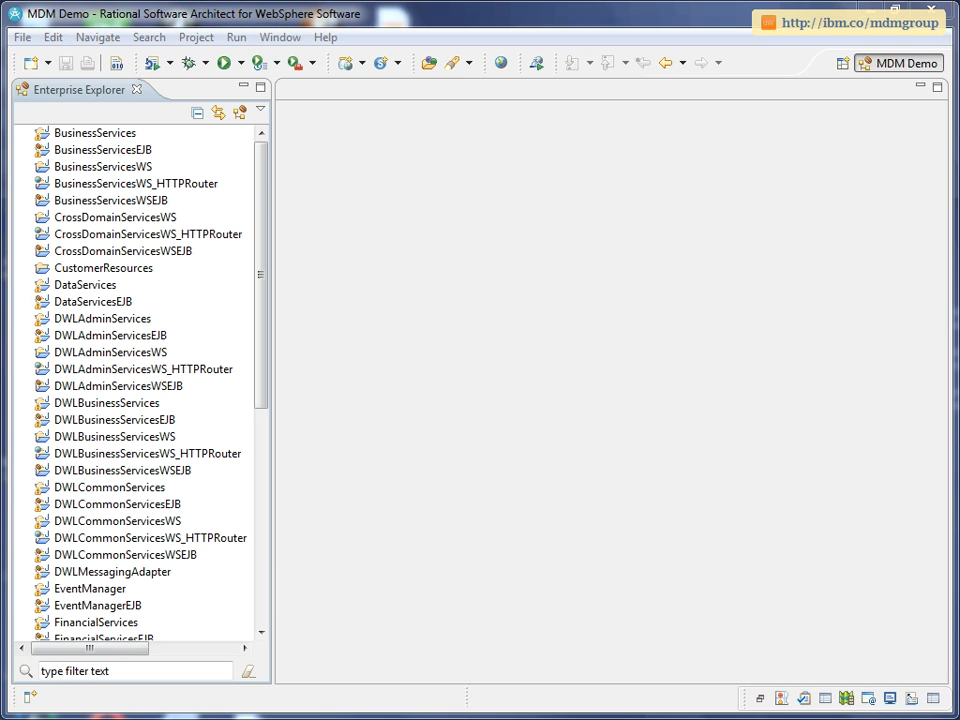 MDM Demo - Rational Software Architect for WebSphere Software
http://ibm.co/mdmgroup
File Edit Navigate Search Project Run Window Help
MDM Demo
Enterprise Explorer
BusinessServices
BusinessServicesEJB
BusinessServicesWS
BusinessServicesWS_HTTPRouter
BusinessServicesWSEJB
CrossDomainServicesWS
CrossDomainServicesWS_HTTPRouter
CrossDomainServicesWSEJB
CustomerResources
DataServices
DataServicesEJB
DWLAdminServices
DWLAdminServicesEJB
DWLAdminServicesWS
DWLAdminServicesWS_HTTPRouter
DWLAdminServicesWSEJB
DWLBusinessServices
DWLBusinessServicesEJB
DWLBusinessServicesWS
DWLBusinessServicesWS_HTTPRouter
DWLBusinessServicesWSEJB
DWLCommonServices
DWLCommonServicesEJB
DWLCommonServicesWS
DWLCommonServicesWS_HTTPRouter
DWLCommonServicesWSEJB
DWLMessagingAdapter
EventManager
EventManagerEJB
FinancialServices
FinancialServicesEJB
type filter text